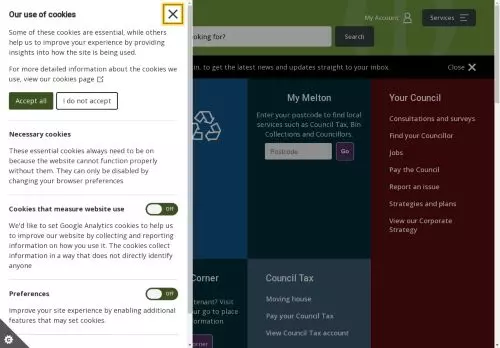 Our use of cookies
Some of these cookies are essential, while others
help us to improve your experience by providing
insights into how the site is being used.
For more detailed information about the cookies we
use, view our cookies page
Accept all
I do not accept
Necessary cookies
These essential cookies always need to be on
because the website cannot function properly
without them. They can only be disabled by
changing your browser preferences
Cookies that measure website use
Off
We'd like to set Google Analytics cookies to help us
to improve our website by collecting and reporting
information on how you use it. The cookies collect
information in a way that does not directly identify
anyone
Preferences
Off
Improve your site experience by enabling additional
features that may set cookies.
My Account
Services
oking for?
Search
to get the latest news and updates straight to your inbox.
Close
My Melton
Enter your postcode to find local
services such as Council Tax, Bin
Collections and Councillors.
Postcode
Go
Your Council
Consultations and surveys
Find your Councillor
Jobs
Pay the Council
Report an issue
Strategies and plans
View our Corporate
Strategy
Corner
tenant? Visit
our go to place
formation
orner
Council Tax
Moving house
Pay your Council Tax
View Council Tax account